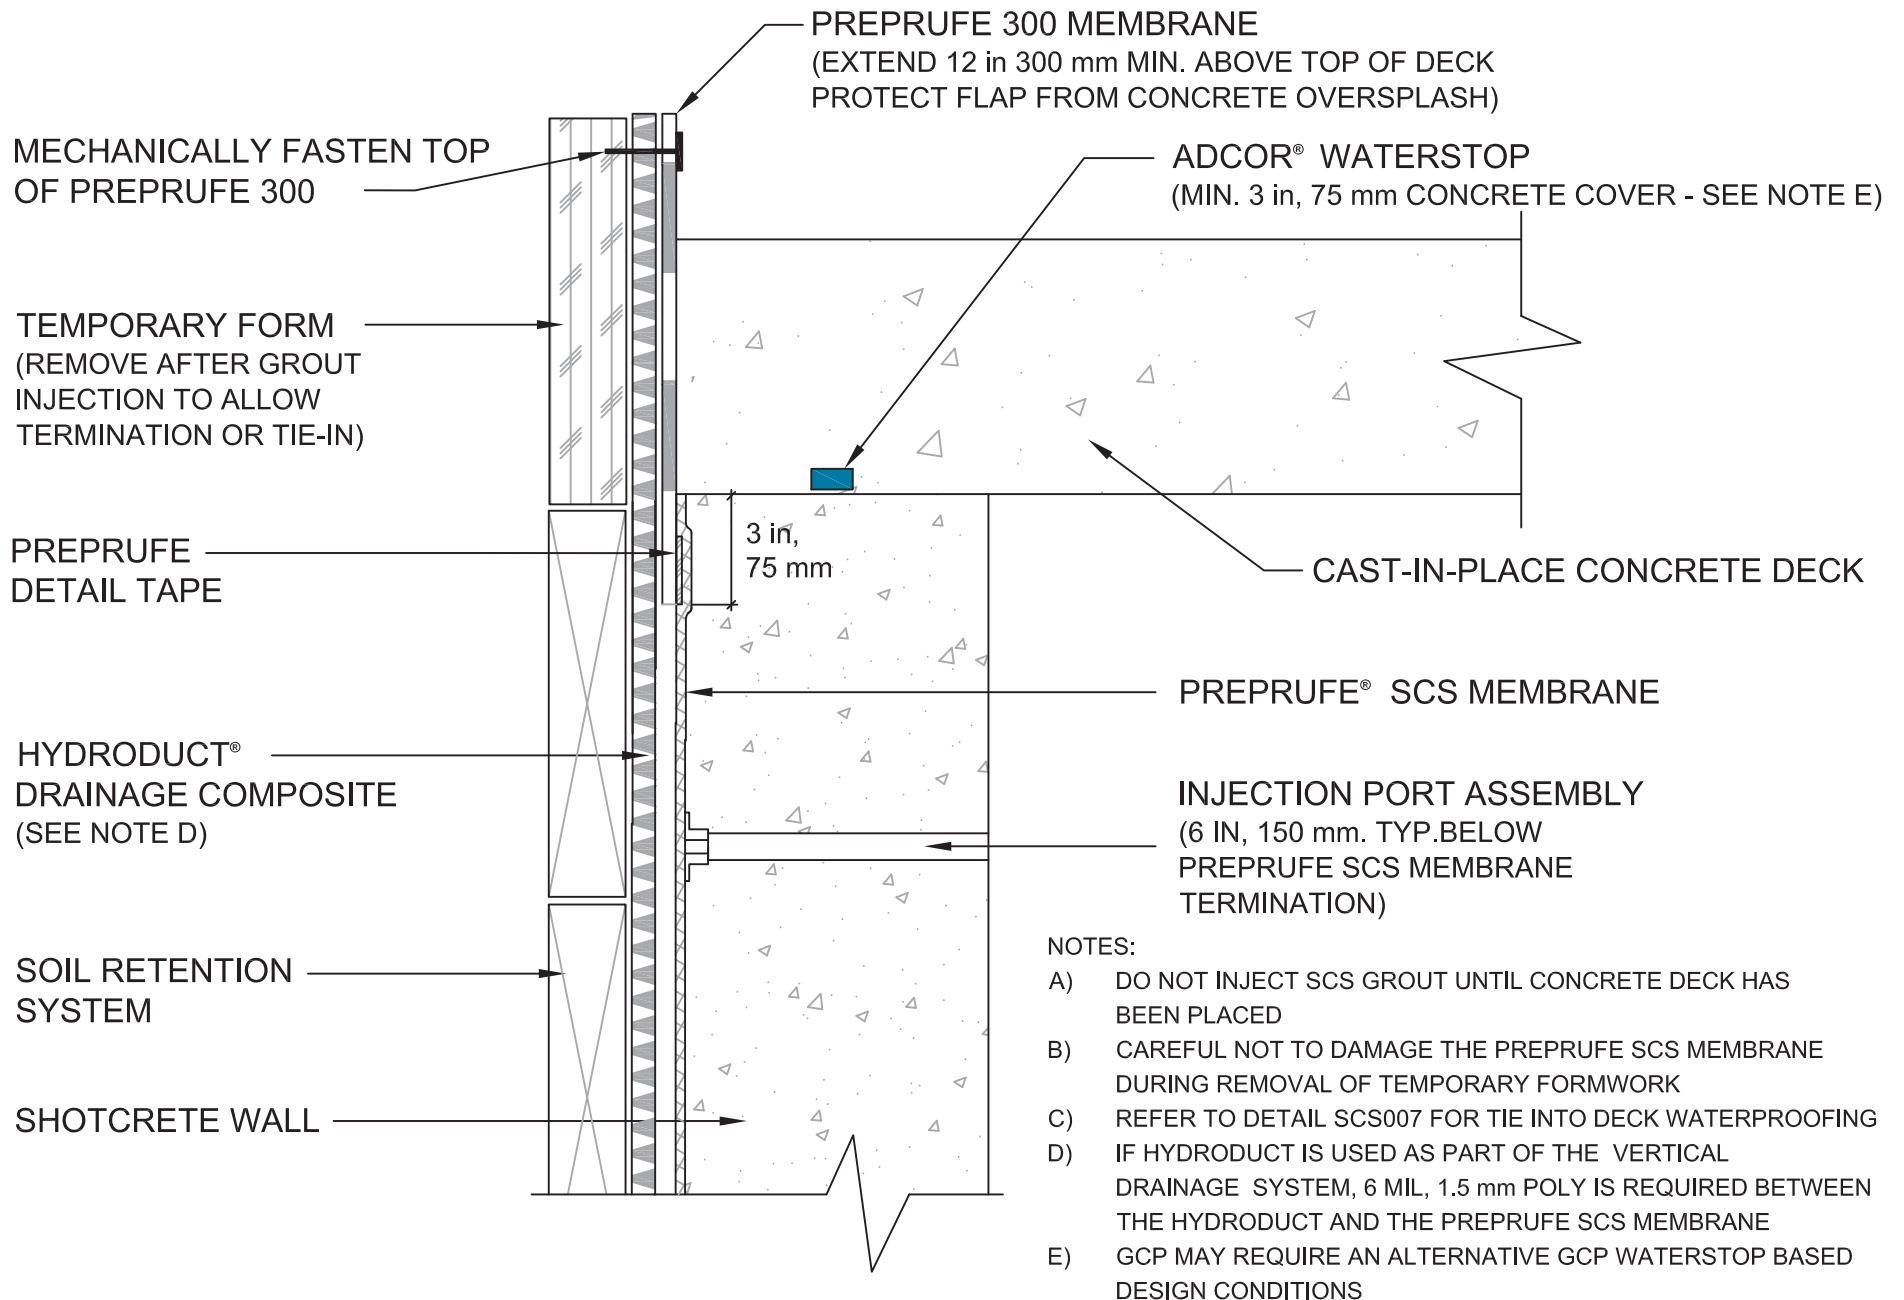 PREPRUFE 300 MEMBRANE
(EXTEND 12 in 300 mm MIN. ABOVE TOP OF DECK
PROTECT FLAP FROM CONCRETE OVERSPLASH)
MECHANICALLY FASTEN TOP
OF PREPRUFE 300
ADCOR® WATERSTOP
(MIN. 3 in, 75 mm CONCRETE COVER - SEE NOTE E)
TEMPORARY FORM
(REMOVE AFTER GROUT
INJECTION TO ALLOW
TERMINATION OR TIE-IN)
PREPRUFE
DETAIL TAPE
3 in,
75 mm
CAST-IN-PLACE CONCRETE DECK
PREPRUFE® SCS MEMBRANE
HYDRODUCT®
DRAINAGE COMPOSITE
(SEE NOTE D)
INJECTION PORT ASSEMBLY
(6 IN, 150 mm. TYP.BELOW
PREPRUFE SCS MEMBRANE
TERMINATION)
SOIL RETENTION
SYSTEM
SHOTCRETE WALL
NOTES:
A) DO NOT INJECT SCS GROUT UNTIL CONCRETE DECK HAS
BEEN PLACED
B) CAREFUL NOT TO DAMAGE THE PREPRUFE SCS MEMBRANE
DURING REMOVAL OF TEMPORARY FORMWORK
C) REFER TO DETAIL SCS007 FOR TIE INTO DECK WATERPROOFING
D) IF HYDRODUCT IS USED AS PART OF THE VERTICAL
DRAINAGE SYSTEM, 6 MIL, 1.5 mm POLY IS REQUIRED BETWEEN
THE HYDRODUCT AND THE PREPRUFE SCS MEMBRANE
E) GCP MAY REQUIRE AN ALTERNATIVE GCP WATERSTOP BASED
DESIGN CONDITIONS